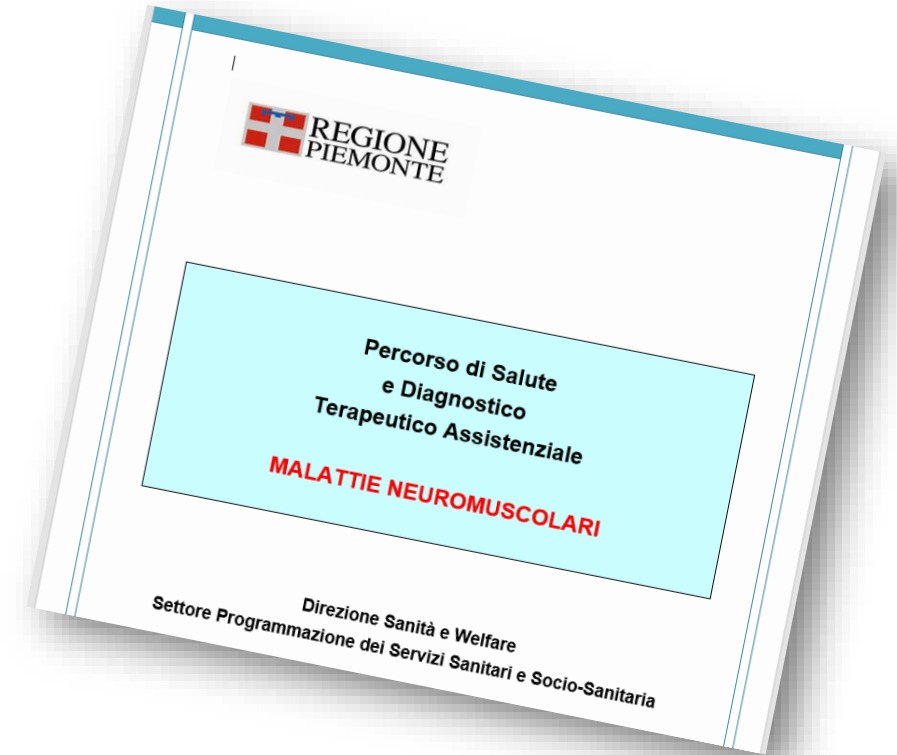 REGIONE
PIEMONTE
Percorso di Salute
e Diagnostico
Terapeutico Assistenziale
MALATTIE NEUROMUSCOLARI
Direzione Sanità e Welfare
Settore Programmazione dei Servizi Sanitari e Socio-Sanitaria